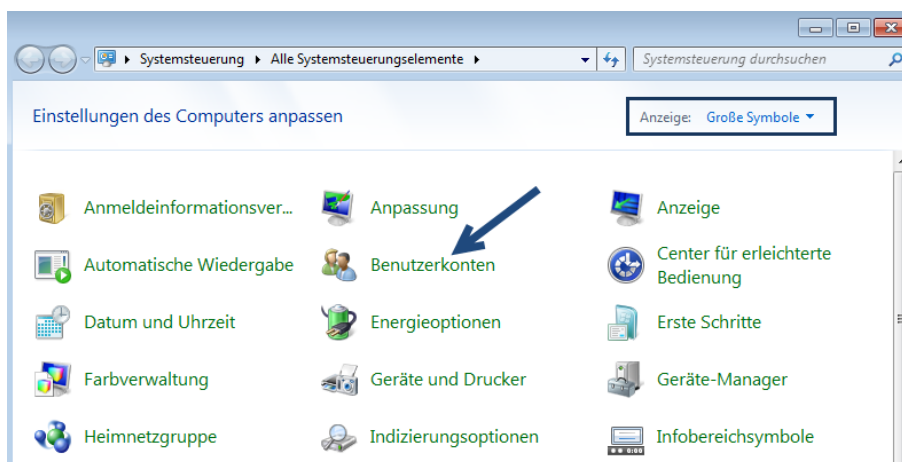 Systemsteuerung ▸ Alle Systemsteuerungselemente ▸
Systemsteuerung durchsuchen
Einstellungen des Computers anpassen
Anzeige: Große Symbole
Anmeldeinformationsver... Anpassung Anzeige
Automatische Wiedergabe Benutzerkonten Center für erleichterte
Bedienung
Datum und Uhrzeit Energieoptionen Erste Schritte
Farbverwaltung Geräte und Drucker Geräte-Manager
Heimnetzgruppe Indizierungsoptionen Infobereichsymbole